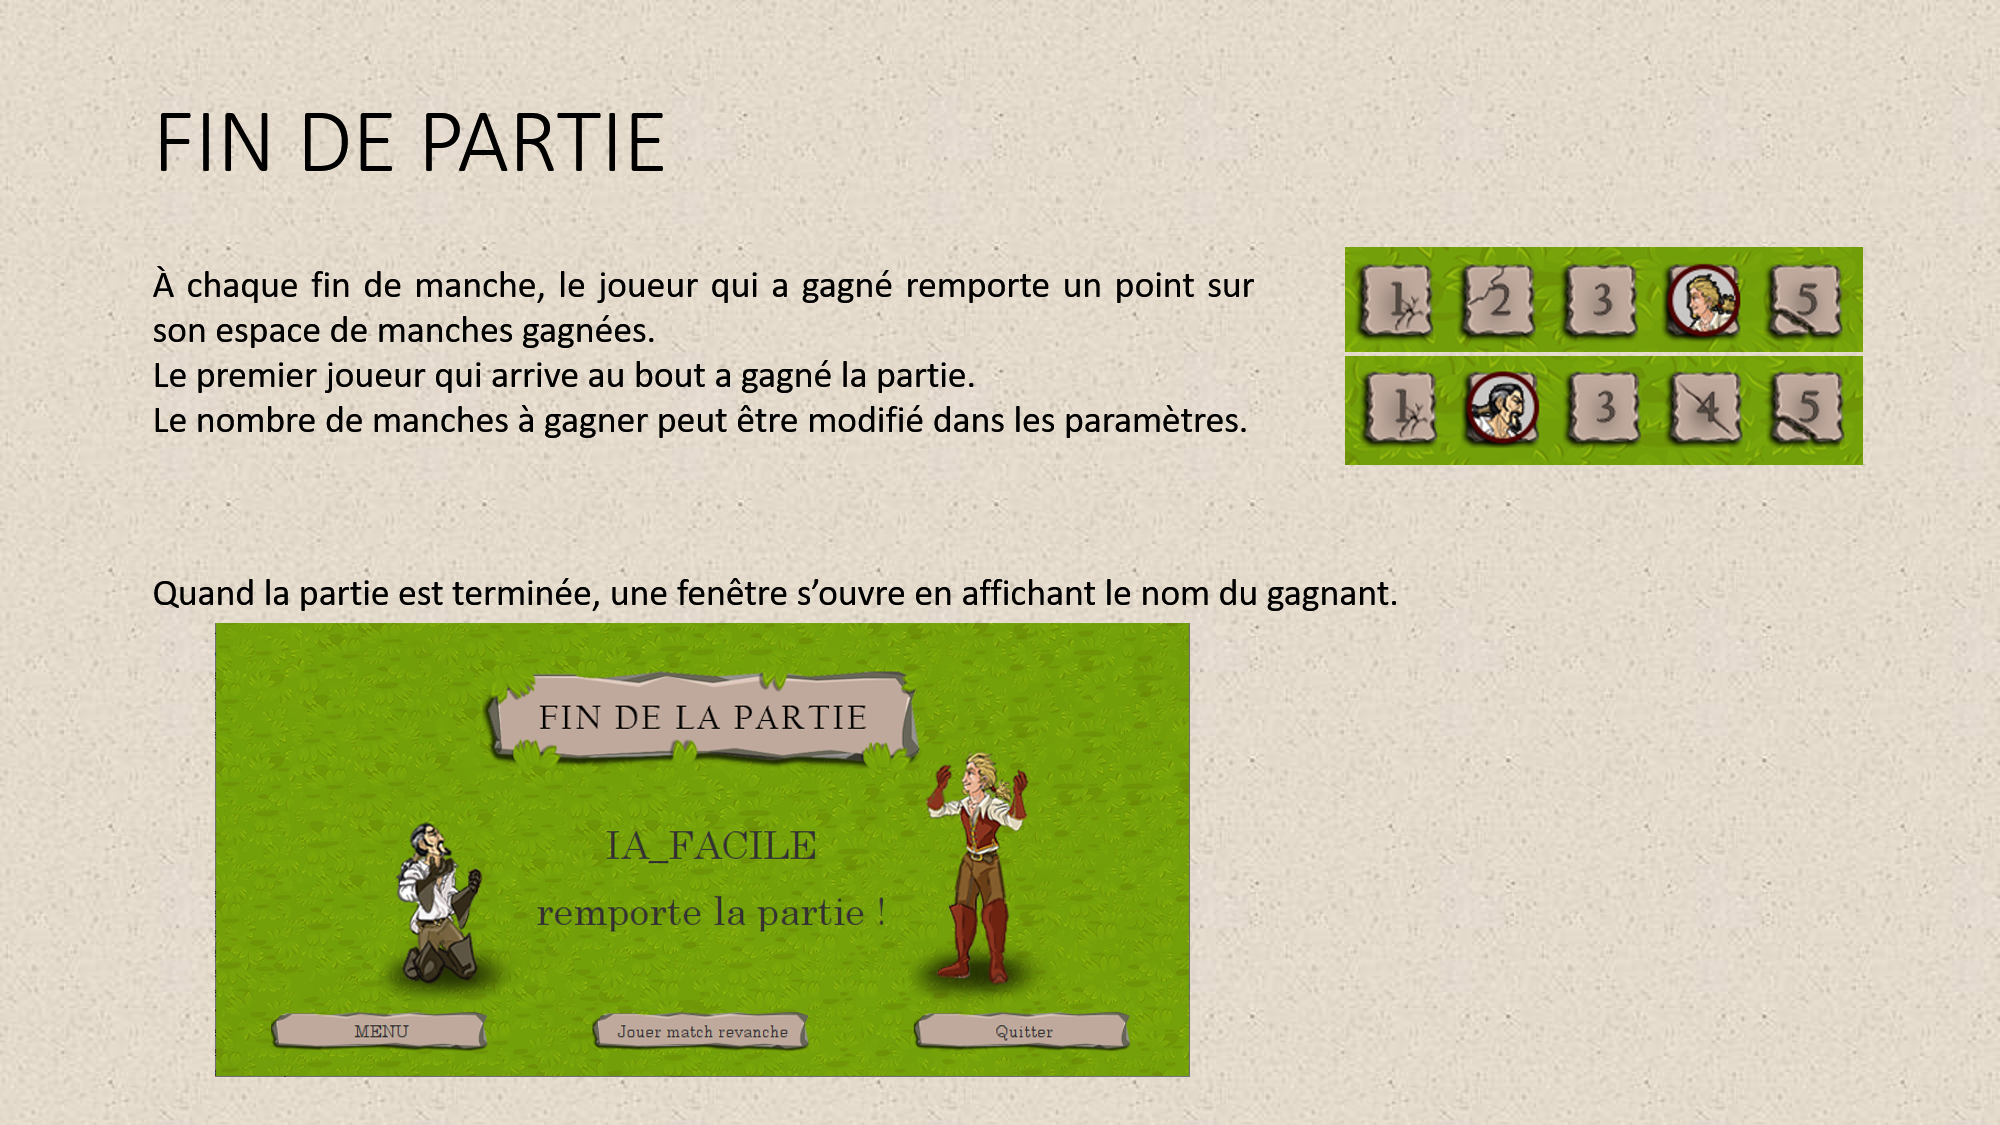 FIN DE PARTIE
À chaque fin de manche, le joueur qui a gagné remporte un point sur
son espace de manches gagnées.
Le premier joueur qui arrive au bout a gagné la partie.
Le nombre de manches à gagner peut être modifié dans les paramètres.
1 2 3 5
1 3 4 5
Quand la partie est terminée, une fenêtre s’ouvre en affichant le nom du gagnant.
FIN DE LA PARTIE
IA_FACILE
remporte la partie !
MENU
Jouer match revanche
Quitter